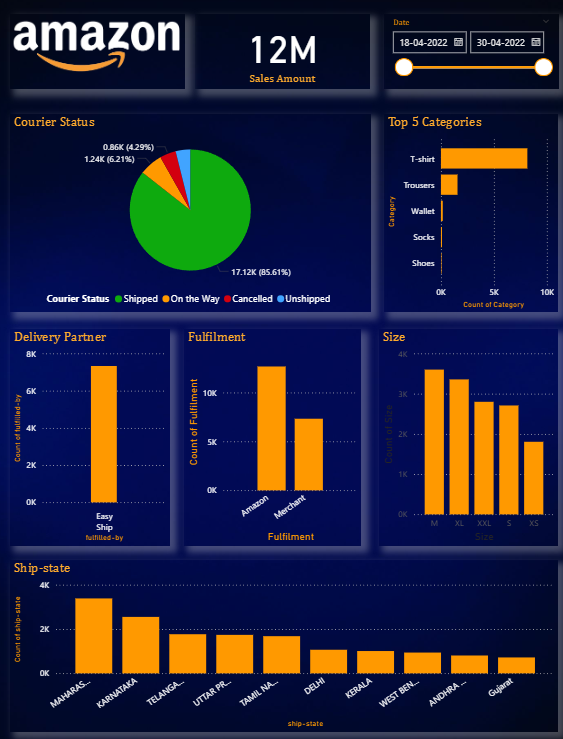 amazon
12M
Sales Amount
Date
18-04-2022
30-04-2022
Courier Status
0.86K (4.29%)
1.24K (6.21%)
17.12K (85.61%)
Courier Status Shipped On the Way Cancelled Unshipped
Top 5 Categories
Category
T-shirt
Trousers
Wallet
Socks
Shoes
0K 5K 10K
Count of Category
Delivery Partner
Count of fulfilled-by
8K
6K
4K
2K
0K
Easy
Ship
fulfilled-by
Fulfilment
Count of Fulfilment
10K
5K
0K
Amazon
Merchant
Fulfilment
Size
Count of Size
4K
3K
2K
1K
0K
M XL XXL S XS
Size
Ship-state
Count of ship-state
4K
2K
0K
MAHARAS...
KARNATAKA
TELANGA...
UTTAR PR...
TAMIL NA...
DELHI
KERALA
WEST BEN...
ANDHRA ...
Gujarat
ship-state